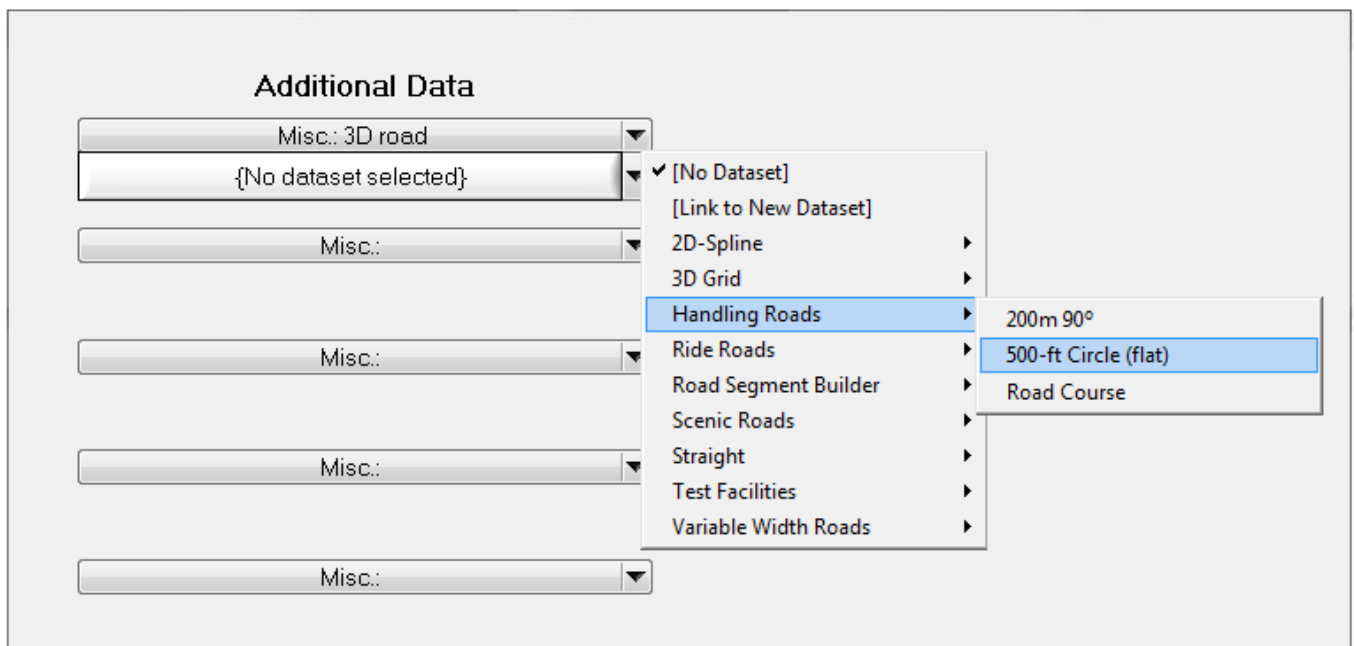 Additional Data
Misc.: 3D road
{No dataset selected}
Misc.:
Misc.:
Misc.:
Misc.:
[No Dataset]
[Link to New Dataset]
2D-Spline
3D Grid
Handling Roads
Ride Roads
Road Segment Builder
Scenic Roads
Straight
Test Facilities
Variable Width Roads
200m 90º
500-ft Circle (flat)
Road Course